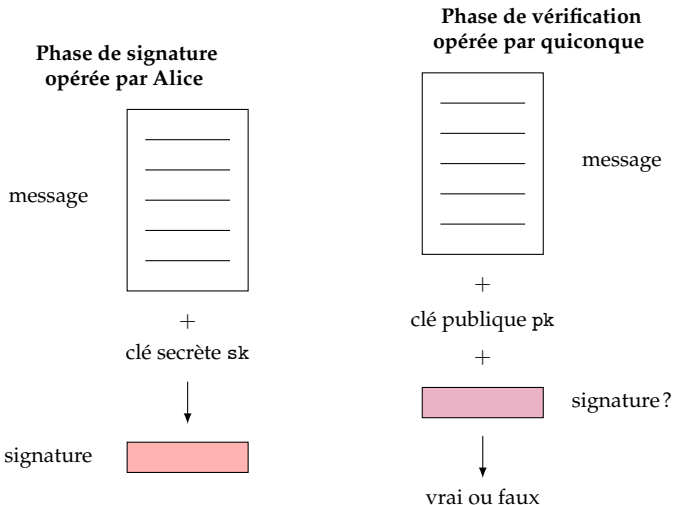 Phase de signature
opérée par Alice
message
+
clé secrète sk
signature
Phase de vérification
opérée par quiconque
message
+
clé publique pk
+
signature ?
vrai ou faux